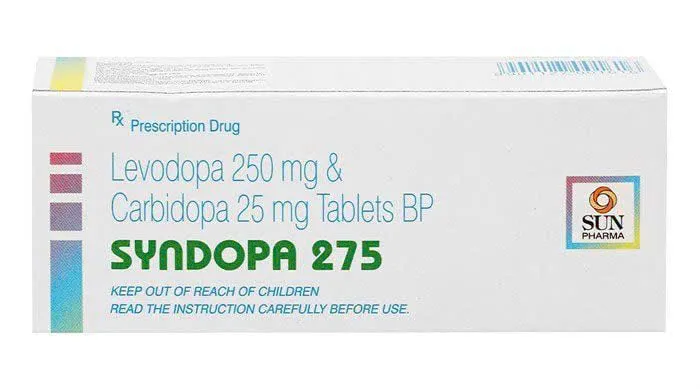 Rx Prescription Drug
Levodopa 250 mg &
Carbidopa 25 mg Tablets BP
SYNDOPA 275
KEEP OUT OF REACH OF CHILDREN
READ THE INSTRUCTION CAREFULLY BEFORE USE.
SUN
PHARMA